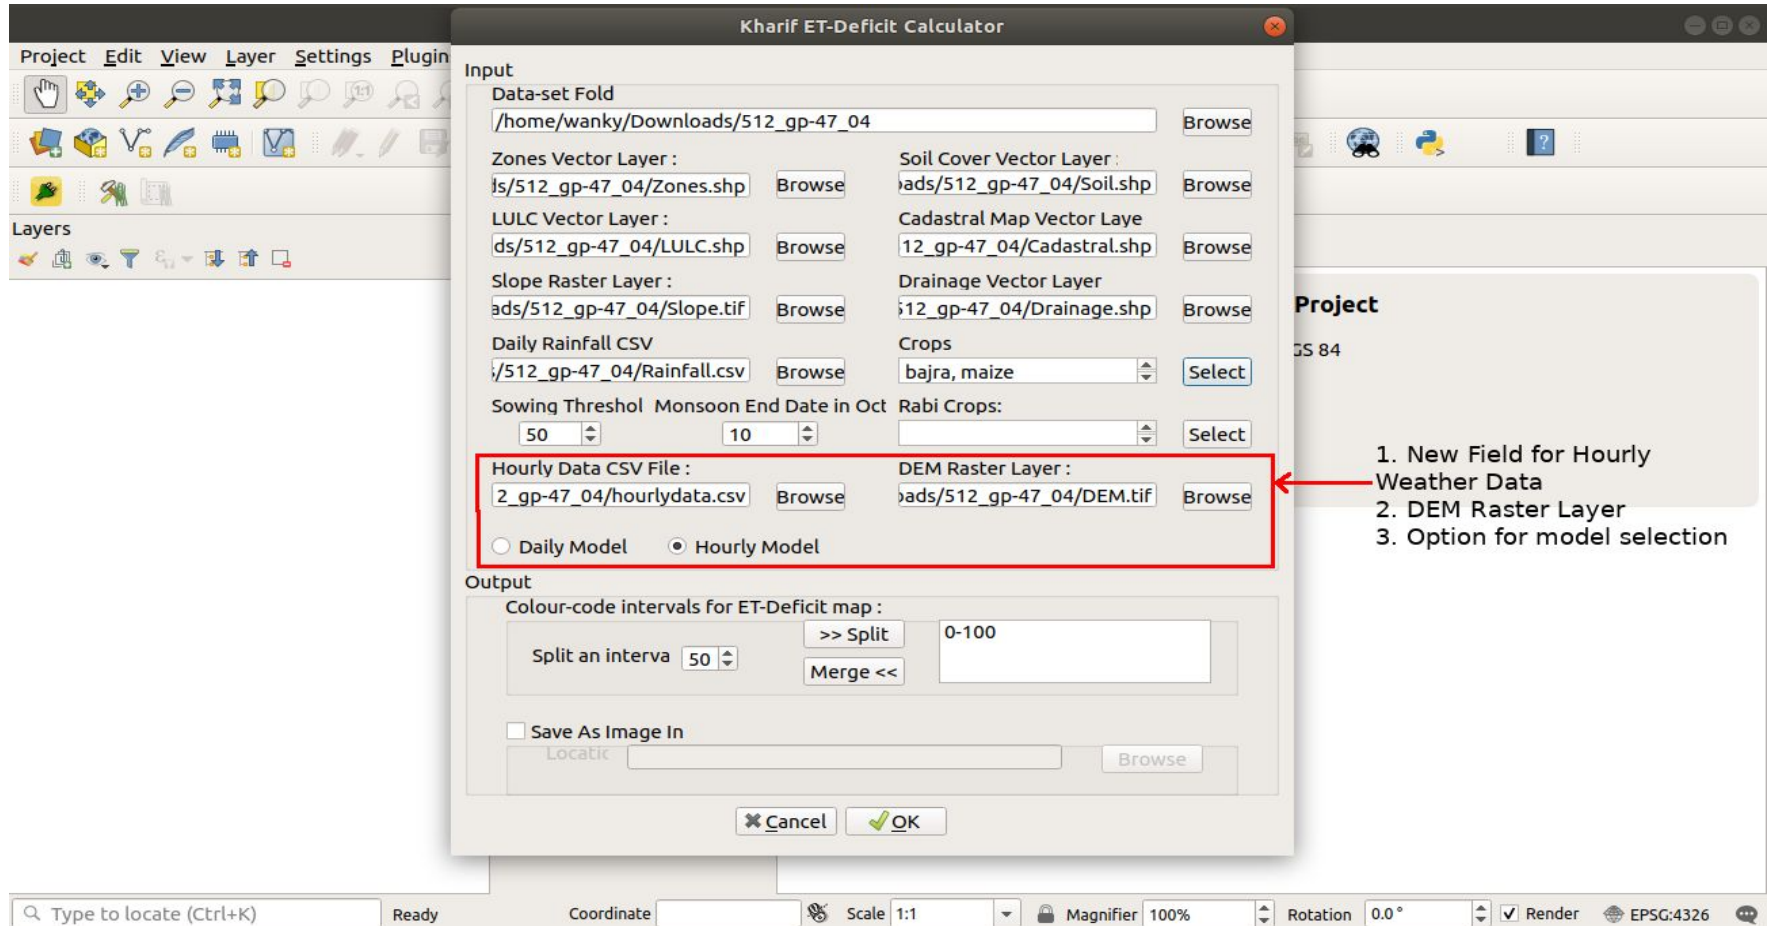 Kharif ET-Deficit Calculator
Project Edit View Layer Settings Plugin
Input
Data-set Fold
/home/wanky/Downloads/512_gp-47_04 Browse
Zones Vector Layer : Soil Cover Vector Layer :
ds/512_gp-47_04/Zones.shp Browse oads/512_gp-47_04/Soil.shp Browse
Layers
LULC Vector Layer : Cadastral Map Vector Laye
ds/512_gp-47_04/LULC.shp Browse 12_gp-47_04/Cadastral.shp Browse
Slope Raster Layer : Drainage Vector Layer
ads/512_gp-47_04/Slope.tif Browse 512_gp-47_04/Drainage.shp Browse
Project
Daily Rainfall CSV Crops
GS 84
/512_gp-47_04/Rainfall.csv Browse bajra, maize Select
Sowing Threshol Monsoon End Date in Oct Rabi Crops:
50 10 Select
Hourly Data CSV File : DEM Raster Layer :
2_gp-47_04/hourlydata.csv Browse oads/512_gp-47_04/DEM.tif Browse
Daily Model Hourly Model
1. New Field for Hourly
Weather Data
2. DEM Raster Layer
3. Option for model selection
Output
Colour-code intervals for ET-Deficit map :
Split an interva 50 >> Split 0-100
Merge <<
Save As Image In
Locatic Browse
Cancel OK
Type to locate (Ctrl+K) Ready Coordinate Scale 1:1 Magnifier 100% Rotation 0.0 ° Render EPSG:4326